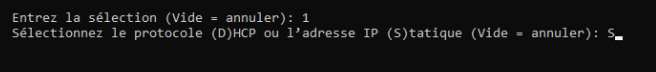 Entrez la sélection (Vide = annuler): 1
Sélectionnez le protocole (D)HCP ou l’adresse IP (S)tatique (Vide = annuler): S